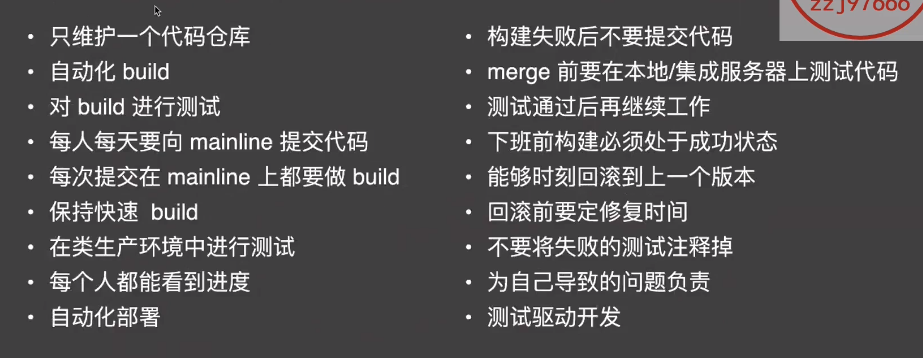 zzj97666
只维护一个代码仓库
自动化 build
对 build 进行测试
每人每天要向 mainline 提交代码
每次提交在 mainline 上都要做 build
保持快速 build
在类生产环境中进行测试
每个人都能看到进度
自动化部署
构建失败后不要提交代码
merge 前要在本地/集成服务器上测试代码
测试通过后再继续工作
下班前构建必须处于成功状态
能够时刻回滚到上一个版本
回滚前要定修复时间
不要将失败的测试注释掉
为自己导致的问题负责
测试驱动开发